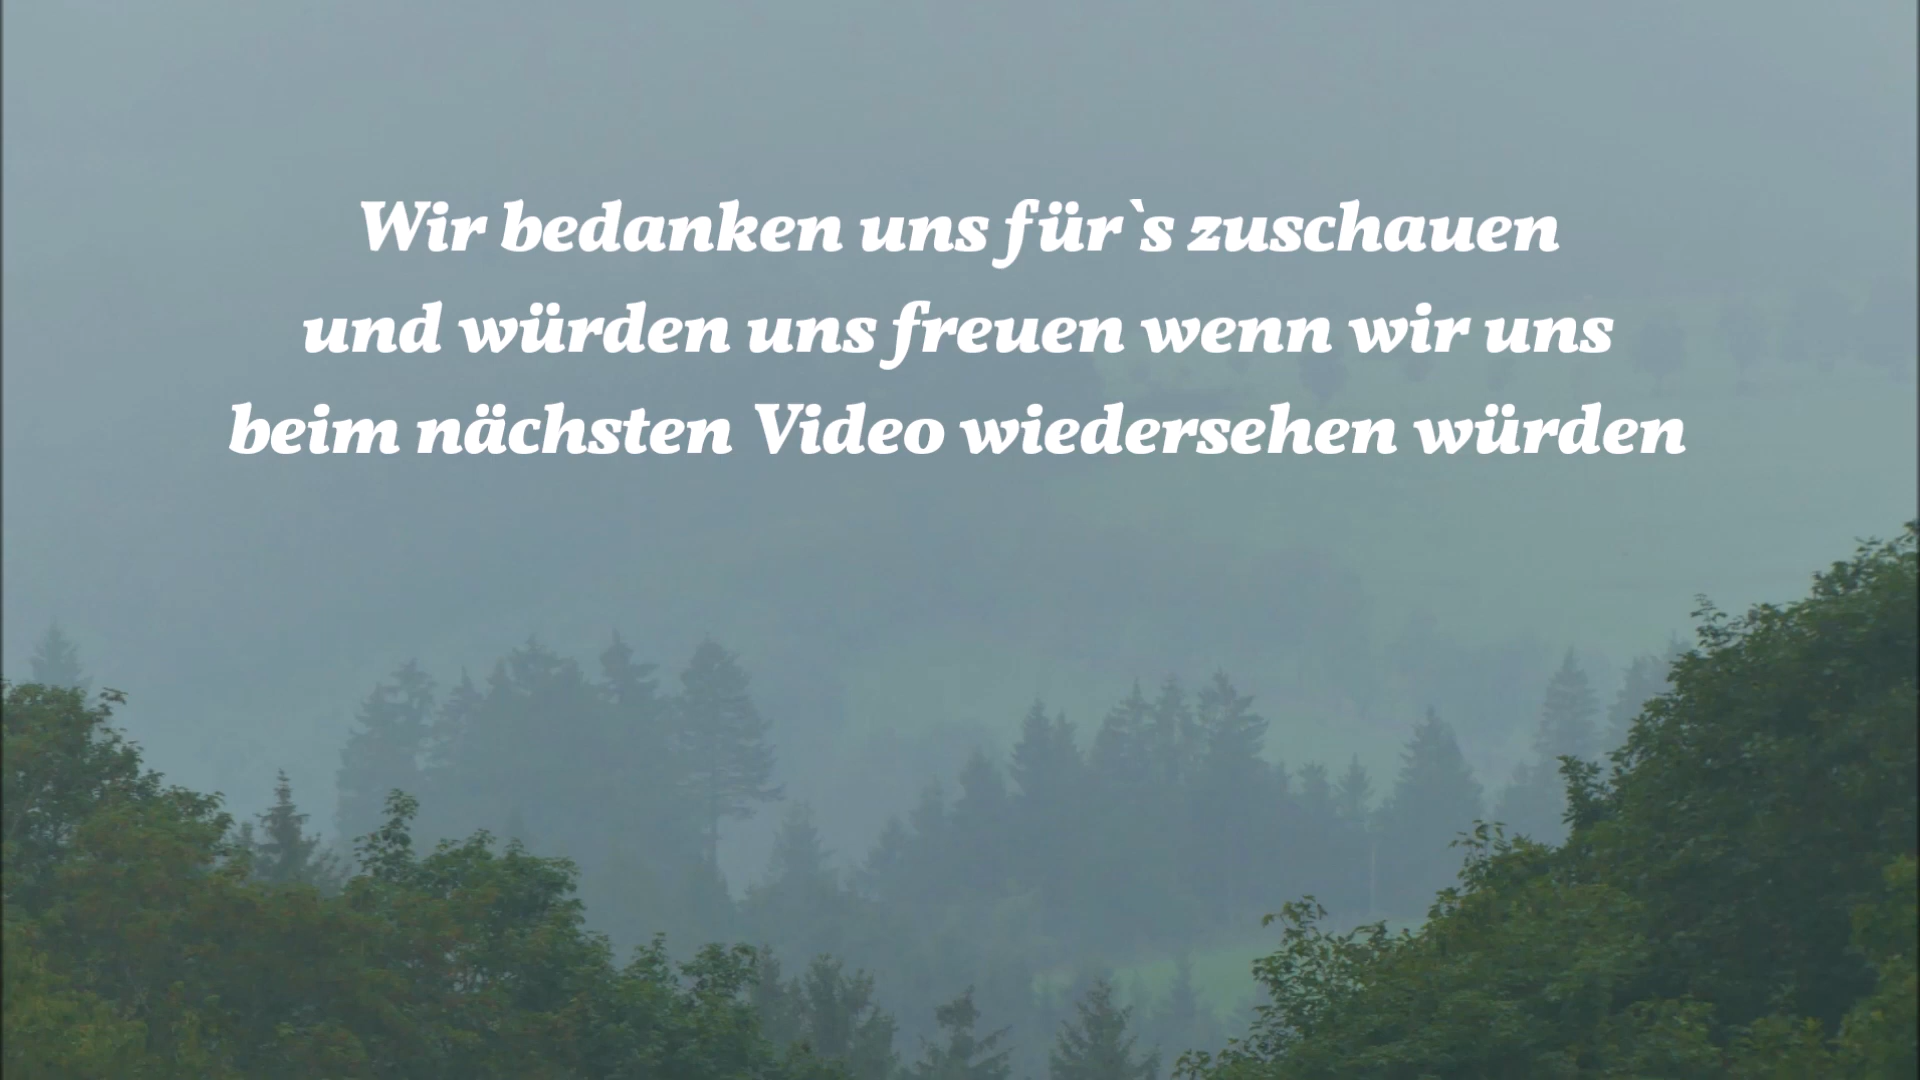 Wir bedanken uns für`s zuschauen
und würden uns freuen wenn wir uns
beim nächsten Video wiedersehen würden